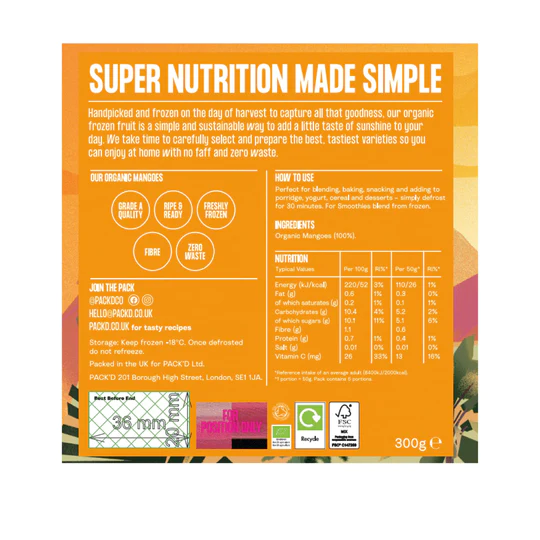 SUPER NUTRITION MADE SIMPLE
Handpicked and frozen on the day of harvest to capture all that goodness, our organic
frozen fruit is a simple and sustainable way to add a little taste of sunshine to your
day. We take time to carefully select and prepare the best, tastiest varieties so you
can enjoy at home with no faff and zero waste.
OUR ORGANIC MANGOES
GRADE A
QUALITY
RIPE &
READY
FRESHLY
FROZEN
FIBRE
ZERO
WASTE
JOIN THE PACK
@PACKDCO
HELLO@PACKD.CO.UK
PACKD.CO.UK for tasty recipes
Storage: Keep frozen -18°C. Once defrosted
do not refreeze.
Packed in the UK for PACK'D Ltd.
PACK'D 201 Borough High Street, London, SE1 1JA.
HOW TO USE
Perfect for blending, baking, snacking and adding to
porridge, yogurt, cereal and desserts - simply defrost
for 30 minutes. For Smoothies blend from frozen.
INGREDIENTS
Organic Mangoes (100%).
NUTRITION
Typical Values Per 100g RI%* Per 50g^ RI%*
Energy (kJ/kcal) 220/52 3% 110/26 1%
Fat (g) 0.6 1% 0.3 0%
of which saturates (g) 0.2 1% 0.1 1%
Carbohydrates (g) 10.4 4% 5.2 2%
of which sugars (g) 10.1 11% 5.1 6%
Fibre (g) 1.1 0.6
Protein (g) 0.7 1% 0.4 1%
Salt (g) 0.01 0% 0.01 0%
Vitamin C (mg) 26 33% 13 16%
*Reference intake of an average adult (8400kJ/2000kcal).
^1 portion = 50g. Pack contains 6 portions.
Best Before End
36 mm
20 mm
FOR
POSITION ONLY
Recycle
FSC
MIX
300g ℮